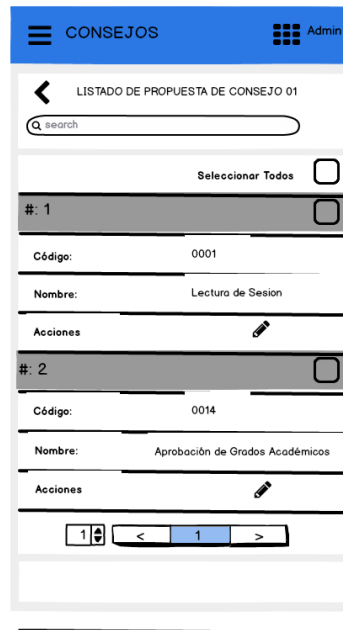 CONSEJOS Admin
LISTADO DE PROPUESTA DE CONSEJO 01
search
Seleccionar Todos
#: 1
Código: 0001
Nombre: Lectura de Sesion
Acciones
#: 2
Código: 0014
Nombre: Aprobación de Grados Académicos
Acciones
1 < 1 >